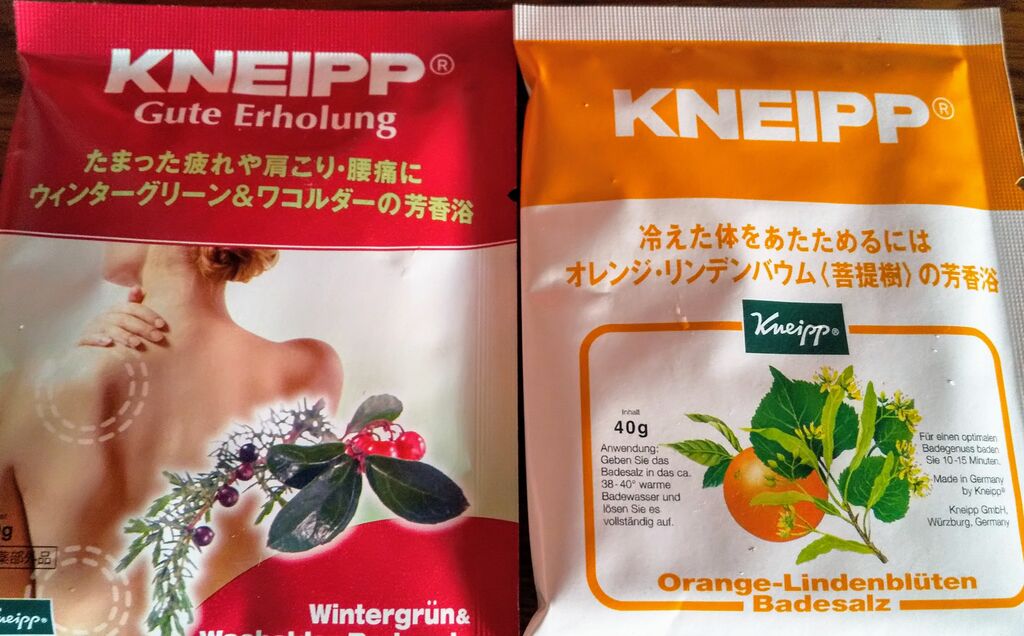 KNEIPP®
Gute Erholung
たまった疲れや肩こり・腰痛に
ウィンターグリーン&ワコルダーの芳香浴
薬部外品
Kneipp
Wintergrün&
KNEIPP®
冷えた体をあたためるには
オレンジ・リンデンバウム〈菩提樹〉の芳香浴
Kneipp®
Inhalt
40g
Anwendung:
Geben Sie das
Badesalz in das ca.
38-40° warme
Badewasser und
lösen Sie es
vollständig auf.
Für einen optimalen
Badegenuss baden
Sie 10-15 Minuten.
Made in Germany
by Kneipp®
Kneipp GmbH,
Würzburg, Germany
Orange-Lindenblüten
Badesalz